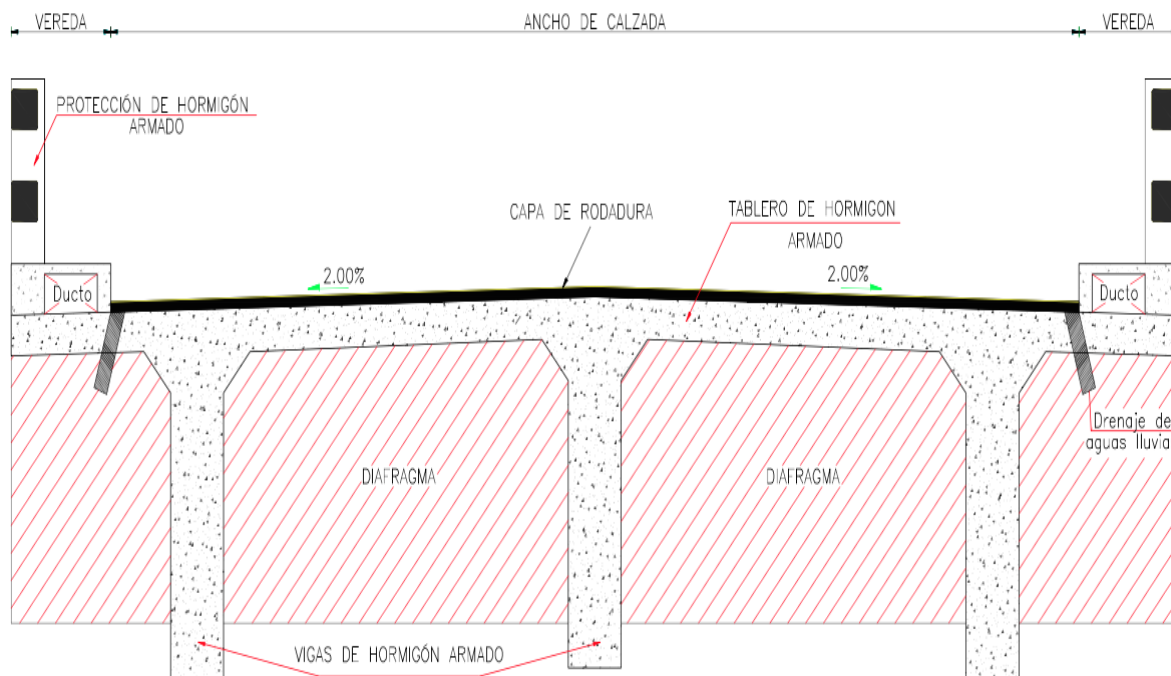 VEREDA
ANCHO DE CALZADA
VEREDA
PROTECCIÓN DE HORMIGÓN
ARMADO
CAPA DE RODADURA
TABLERO DE HORMIGON
ARMADO
2.00%
2.00%
Ducto
Ducto
Drenaje de
aguas lluvia
DIAFRAGMA
DIAFRAGMA
VIGAS DE HORMIGÓN ARMADO